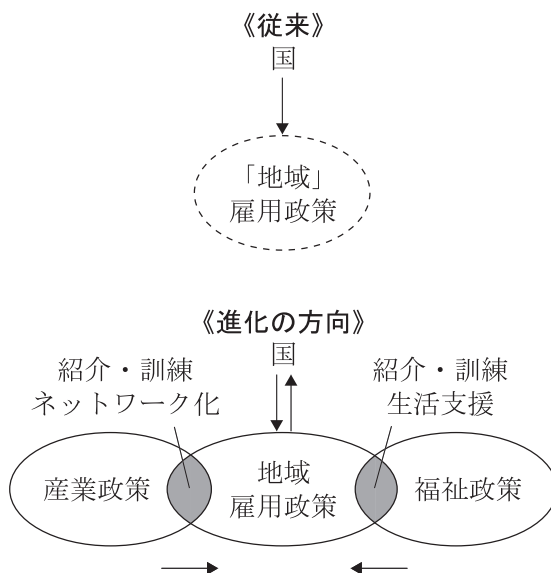 《従来》
国
「地域」
雇用政策
《進化の方向》
国
紹介・訓練
ネットワーク化
紹介・訓練
生活支援
産業政策
地域
雇用政策
福祉政策